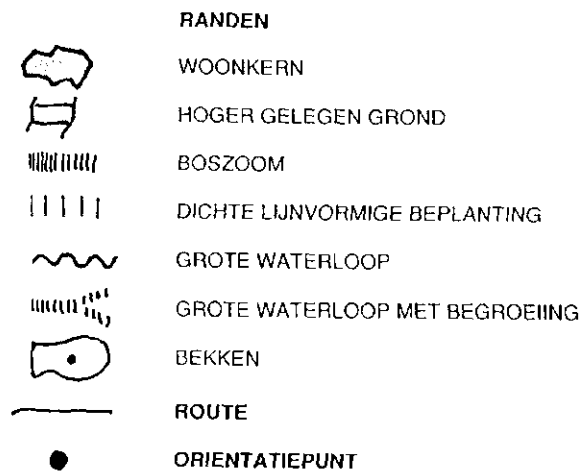 RANDEN
WOONKERN
HOGER GELEGEN GROND
BOSZOOM
DICHTE LIJNVORMIGE BEPLANTING
GROTE WATERLOOP
GROTE WATERLOOP MET BEGROEIING
BEKKEN
ROUTE
ORIENTATIEPUNT